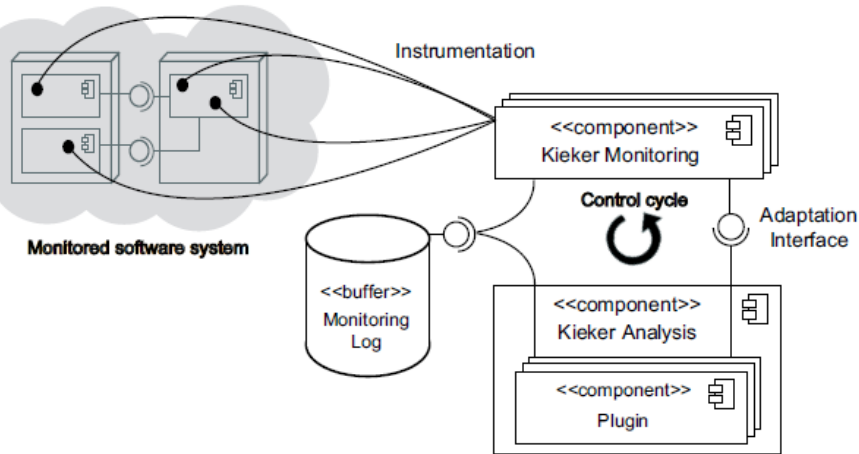 Instrumentation
<<component>>
Kieker Monitoring
Control cycle
Adaptation
Interface
Monitored software system
<<buffer>>
Monitoring
Log
<<component>>
Kieker Analysis
<<component>>
Plugin